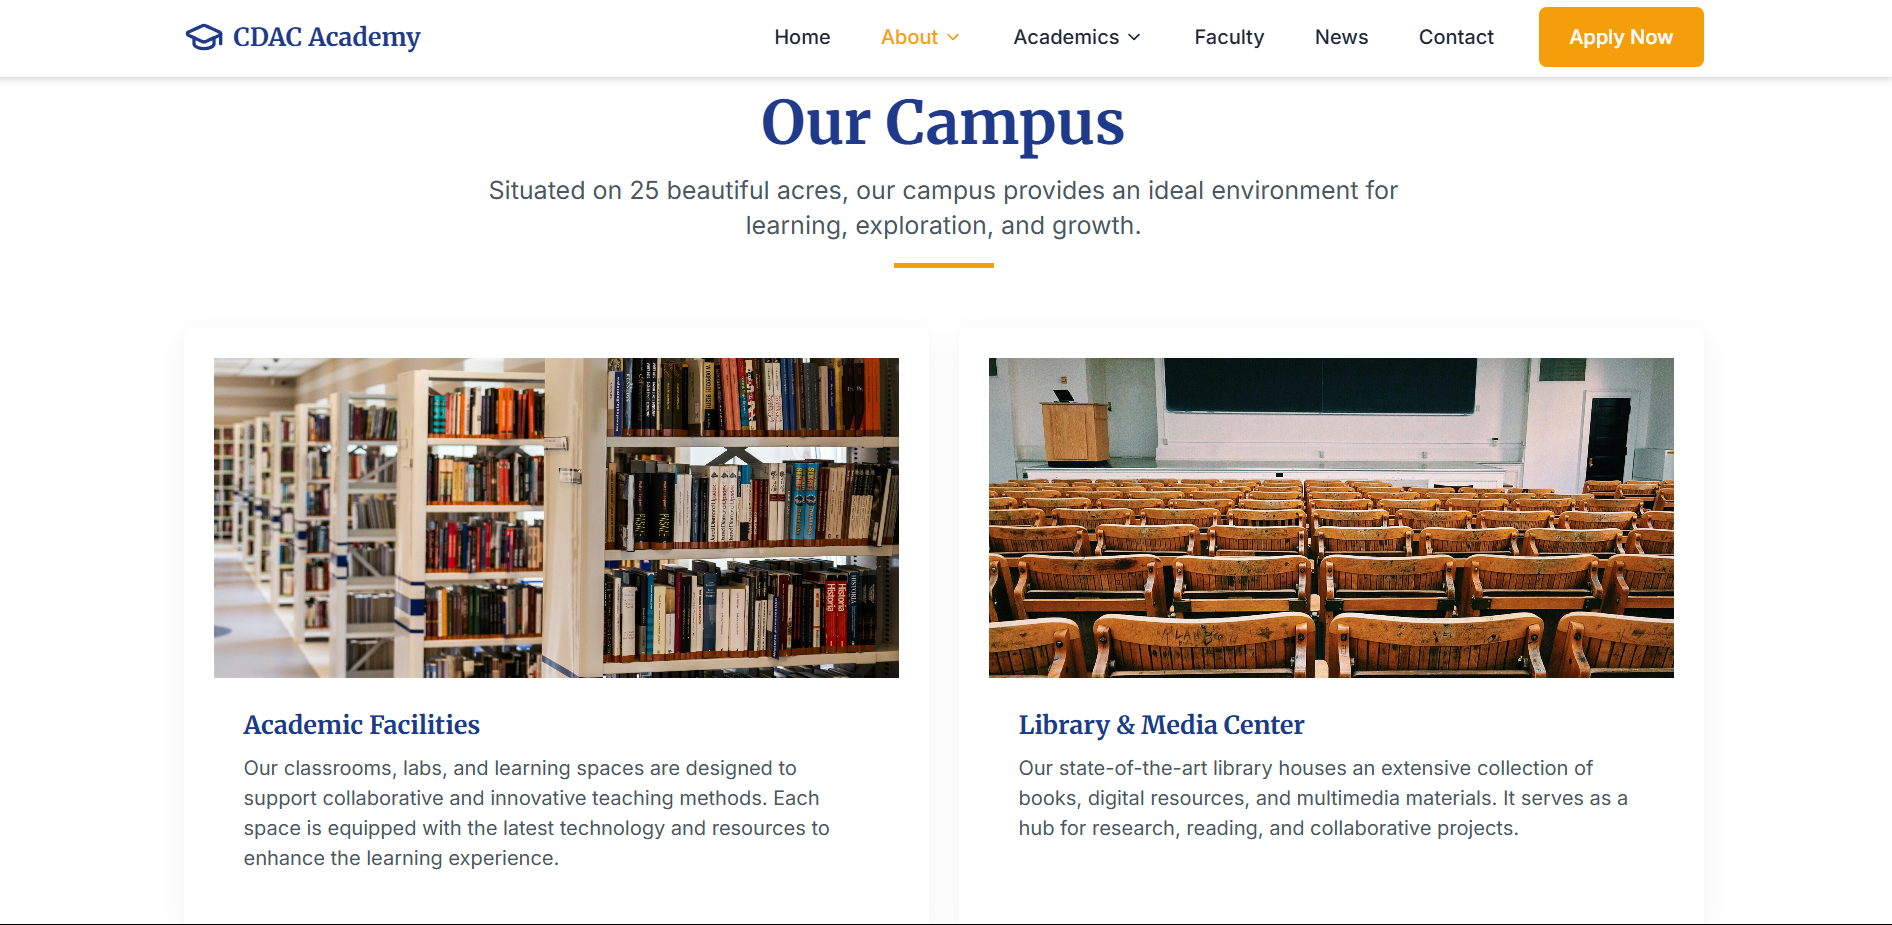 CDAC Academy
Home
About
Academics
Faculty
News
Contact
Apply Now
Our Campus
Situated on 25 beautiful acres, our campus provides an ideal environment for
learning, exploration, and growth.
Historia
Historia
Academic Facilities
Our classrooms, labs, and learning spaces are designed to
support collaborative and innovative teaching methods. Each
space is equipped with the latest technology and resources to
enhance the learning experience.
Library & Media Center
Our state-of-the-art library houses an extensive collection of
books, digital resources, and multimedia materials. It serves as a
hub for research, reading, and collaborative projects.